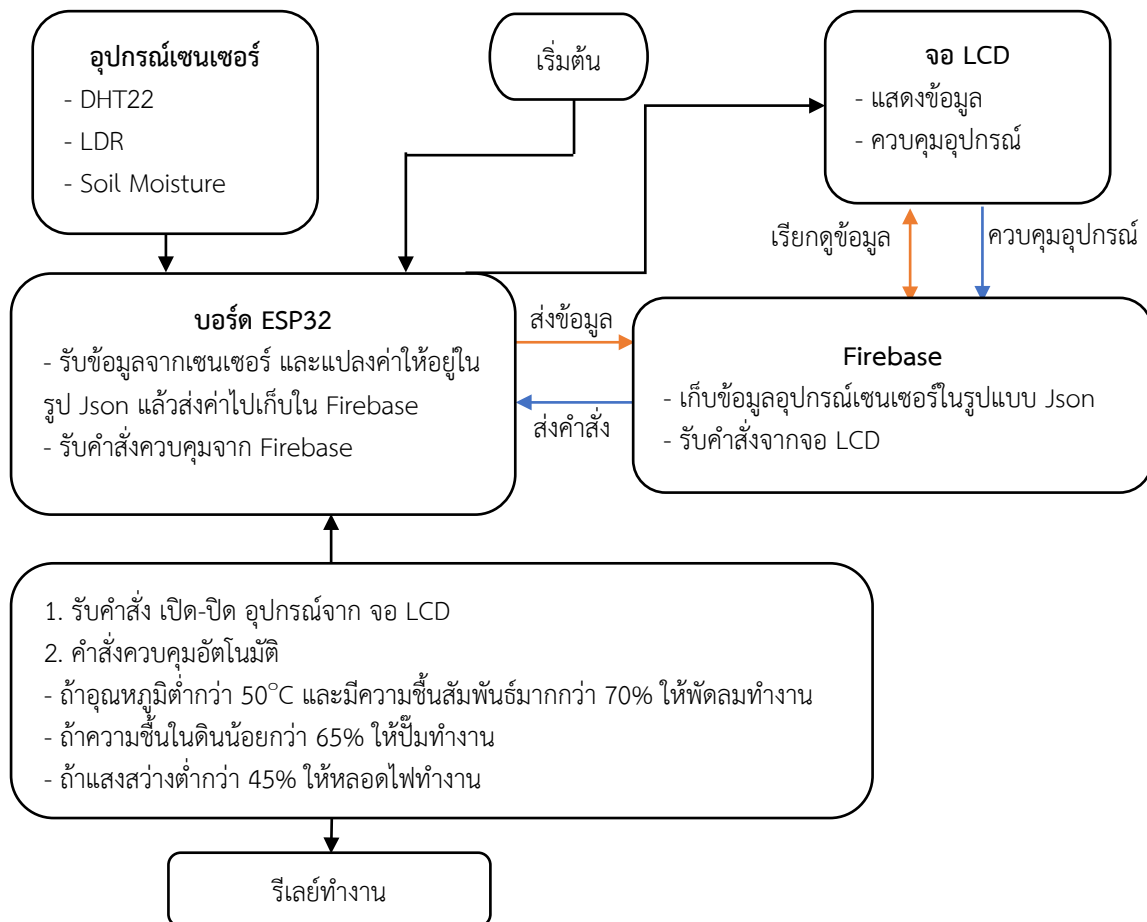 อุปกรณ์เซนเซอร์
- DHT22
- LDR
- Soil Moisture
เริ่มต้น
จอ LCD
- แสดงข้อมูล
- ควบคุมอุปกรณ์
เรียกดูข้อมูล
ควบคุมอุปกรณ์
บอร์ด ESP32
- รับข้อมูลจากเซนเซอร์ และแปลงค่าให้อยู่ใน
รูป Json แล้วส่งค่าไปเก็บใน Firebase
- รับคำสั่งควบคุมจาก Firebase
ส่งข้อมูล
ส่งคำสั่ง
Firebase
- เก็บข้อมูลอุปกรณ์เซนเซอร์ในรูปแบบ Json
- รับคำสั่งจากจอ LCD
1. รับคำสั่ง เปิด-ปิด อุปกรณ์จาก จอ LCD
2. คำสั่งควบคุมอัตโนมัติ
- ถ้าอุณหภูมิต่ำกว่า 50°C และมีความชื้นสัมพันธ์มากกว่า 70% ให้พัดลมทำงาน
- ถ้าความชื้นในดินน้อยกว่า 65% ให้ปั๊มทำงาน
- ถ้าแสงสว่างต่ำกว่า 45% ให้หลอดไฟทำงาน
รีเลย์ทำงาน